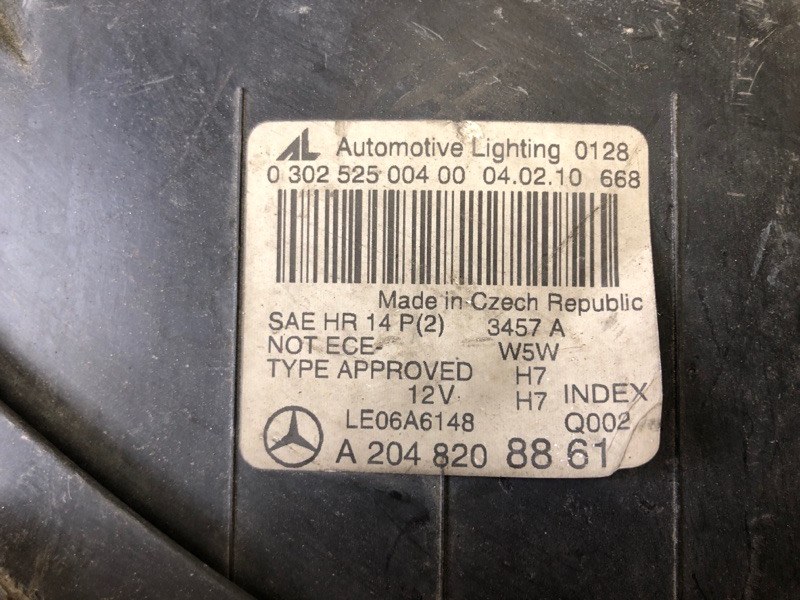 AL Automotive Lighting 0128
0 302 525 004 00 04.02.10 668
Made in Czech Republic
SAE HR 14 P(2) 3457 A
NOT ECE- W5W
TYPE APPROVED H7
12V H7 INDEX
LE06A6148 Q002
A 204 820 88 61